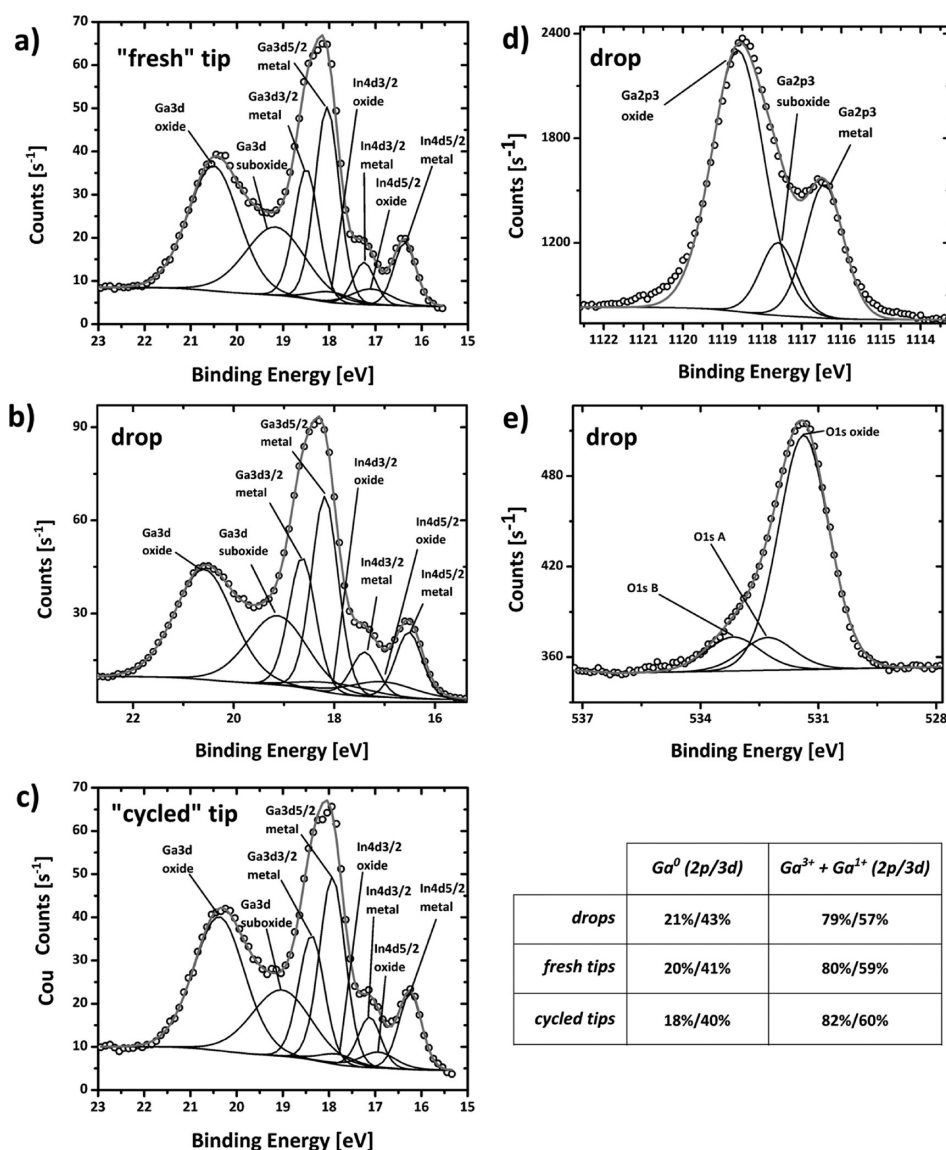 a)
"fresh" tip
Ga3d
oxide
Ga3d
suboxide
Ga3d3/2
metal
Ga3d5/2
metal
In4d3/2
oxide
In4d3/2
metal
In4d5/2
oxide
In4d5/2
metal
Counts [s⁻¹]
70
60
50
40
30
20
10
0
23 22 21 20 19 18 17 16 15
Binding Energy [eV]
b)
drop
Ga3d
oxide
Ga3d
suboxide
Ga3d3/2
metal
Ga3d5/2
metal
In4d3/2
oxide
In4d3/2
metal
In4d5/2
oxide
In4d5/2
metal
Counts [s⁻¹]
90
60
30
22 20 18 16
Binding Energy [eV]
c)
"cycled" tip
Ga3d
oxide
Ga3d
suboxide
Ga3d3/2
metal
Ga3d5/2
metal
In4d3/2
oxide
In4d3/2
metal
In4d5/2
oxide
In4d5/2
metal
Cou Counts [s⁻¹]
70
60
50
40
30
20
10
0
23 22 21 20 19 18 17 16 15
Binding Energy [eV]
d)
drop
Ga2p3
oxide
Ga2p3
suboxide
Ga2p3
metal
Counts [s⁻¹]
2400
1800
1200
1122 1121 1120 1119 1118 1117 1116 1115 1114
Binding Energy [eV]
e)
drop
O1s oxide
O1s A
O1s B
Counts [s⁻¹]
480
420
360
537 534 531 528
Binding Energy [eV]
Ga⁰ (2p/3d) Ga³⁺ + Ga¹⁺ (2p/3d)
drops 21%/43% 79%/57%
fresh tips 20%/41% 80%/59%
cycled tips 18%/40% 82%/60%